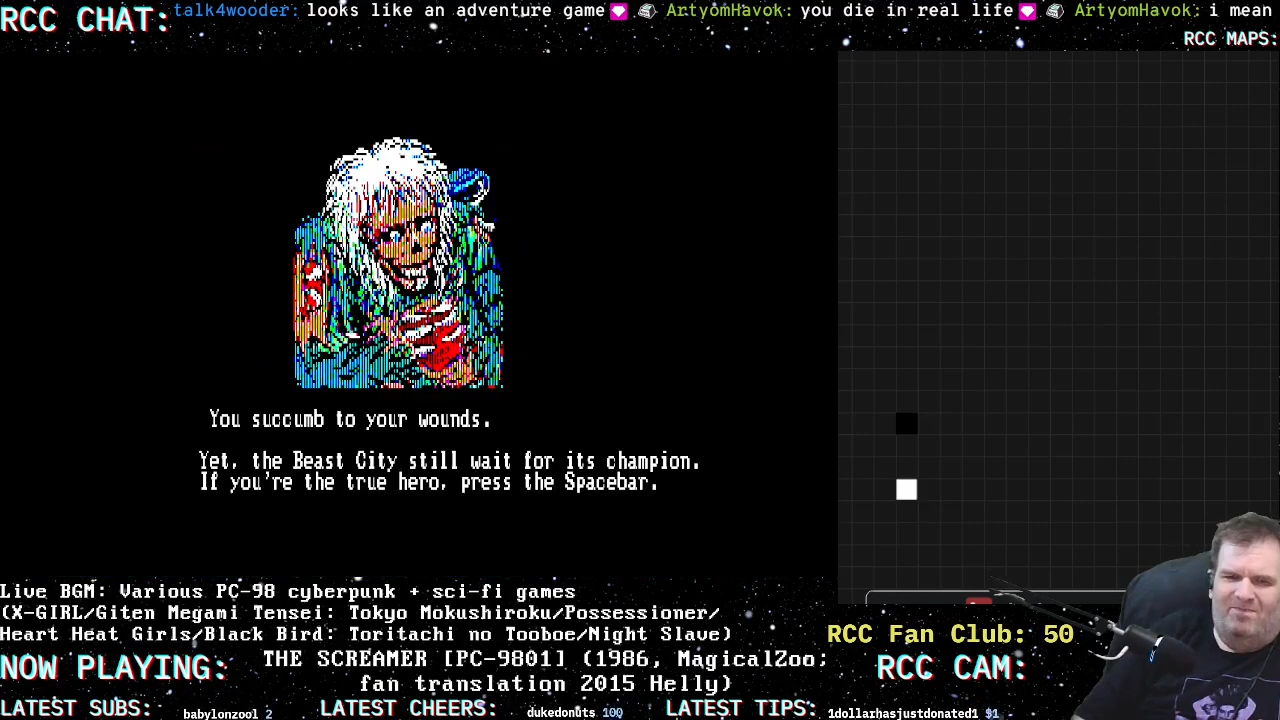 RCC CHAT:
talk4wooder: looks like an adventure game ArtyomHavok: you die in real life ArtyomHavok: i mean
RCC MAPS:
You succumb to your wounds.
Yet, the Beast City still wait for its champion.
If you're the true hero, press the Spacebar.
Live BGM: Various PC-98 cyberpunk + sci-fi games
(X-GIRL/Giten Megami Tensei: Tokyo Mokushiroku/Possessioner/
Heart Heat Girls/Black Bird: Toritachi no Tooboe/Night Slave)
RCC Fan Club: 50
NOW PLAYING:
THE SCREAMER [PC-9801] (1986, MagicalZoo;
fan translation 2015 Helly)
RCC CAM:
LATEST SUBS: babylonzool 2
LATEST CHEERS: dukedonuts 100
LATEST TIPS: 1dollarhasjustdonated1 $1